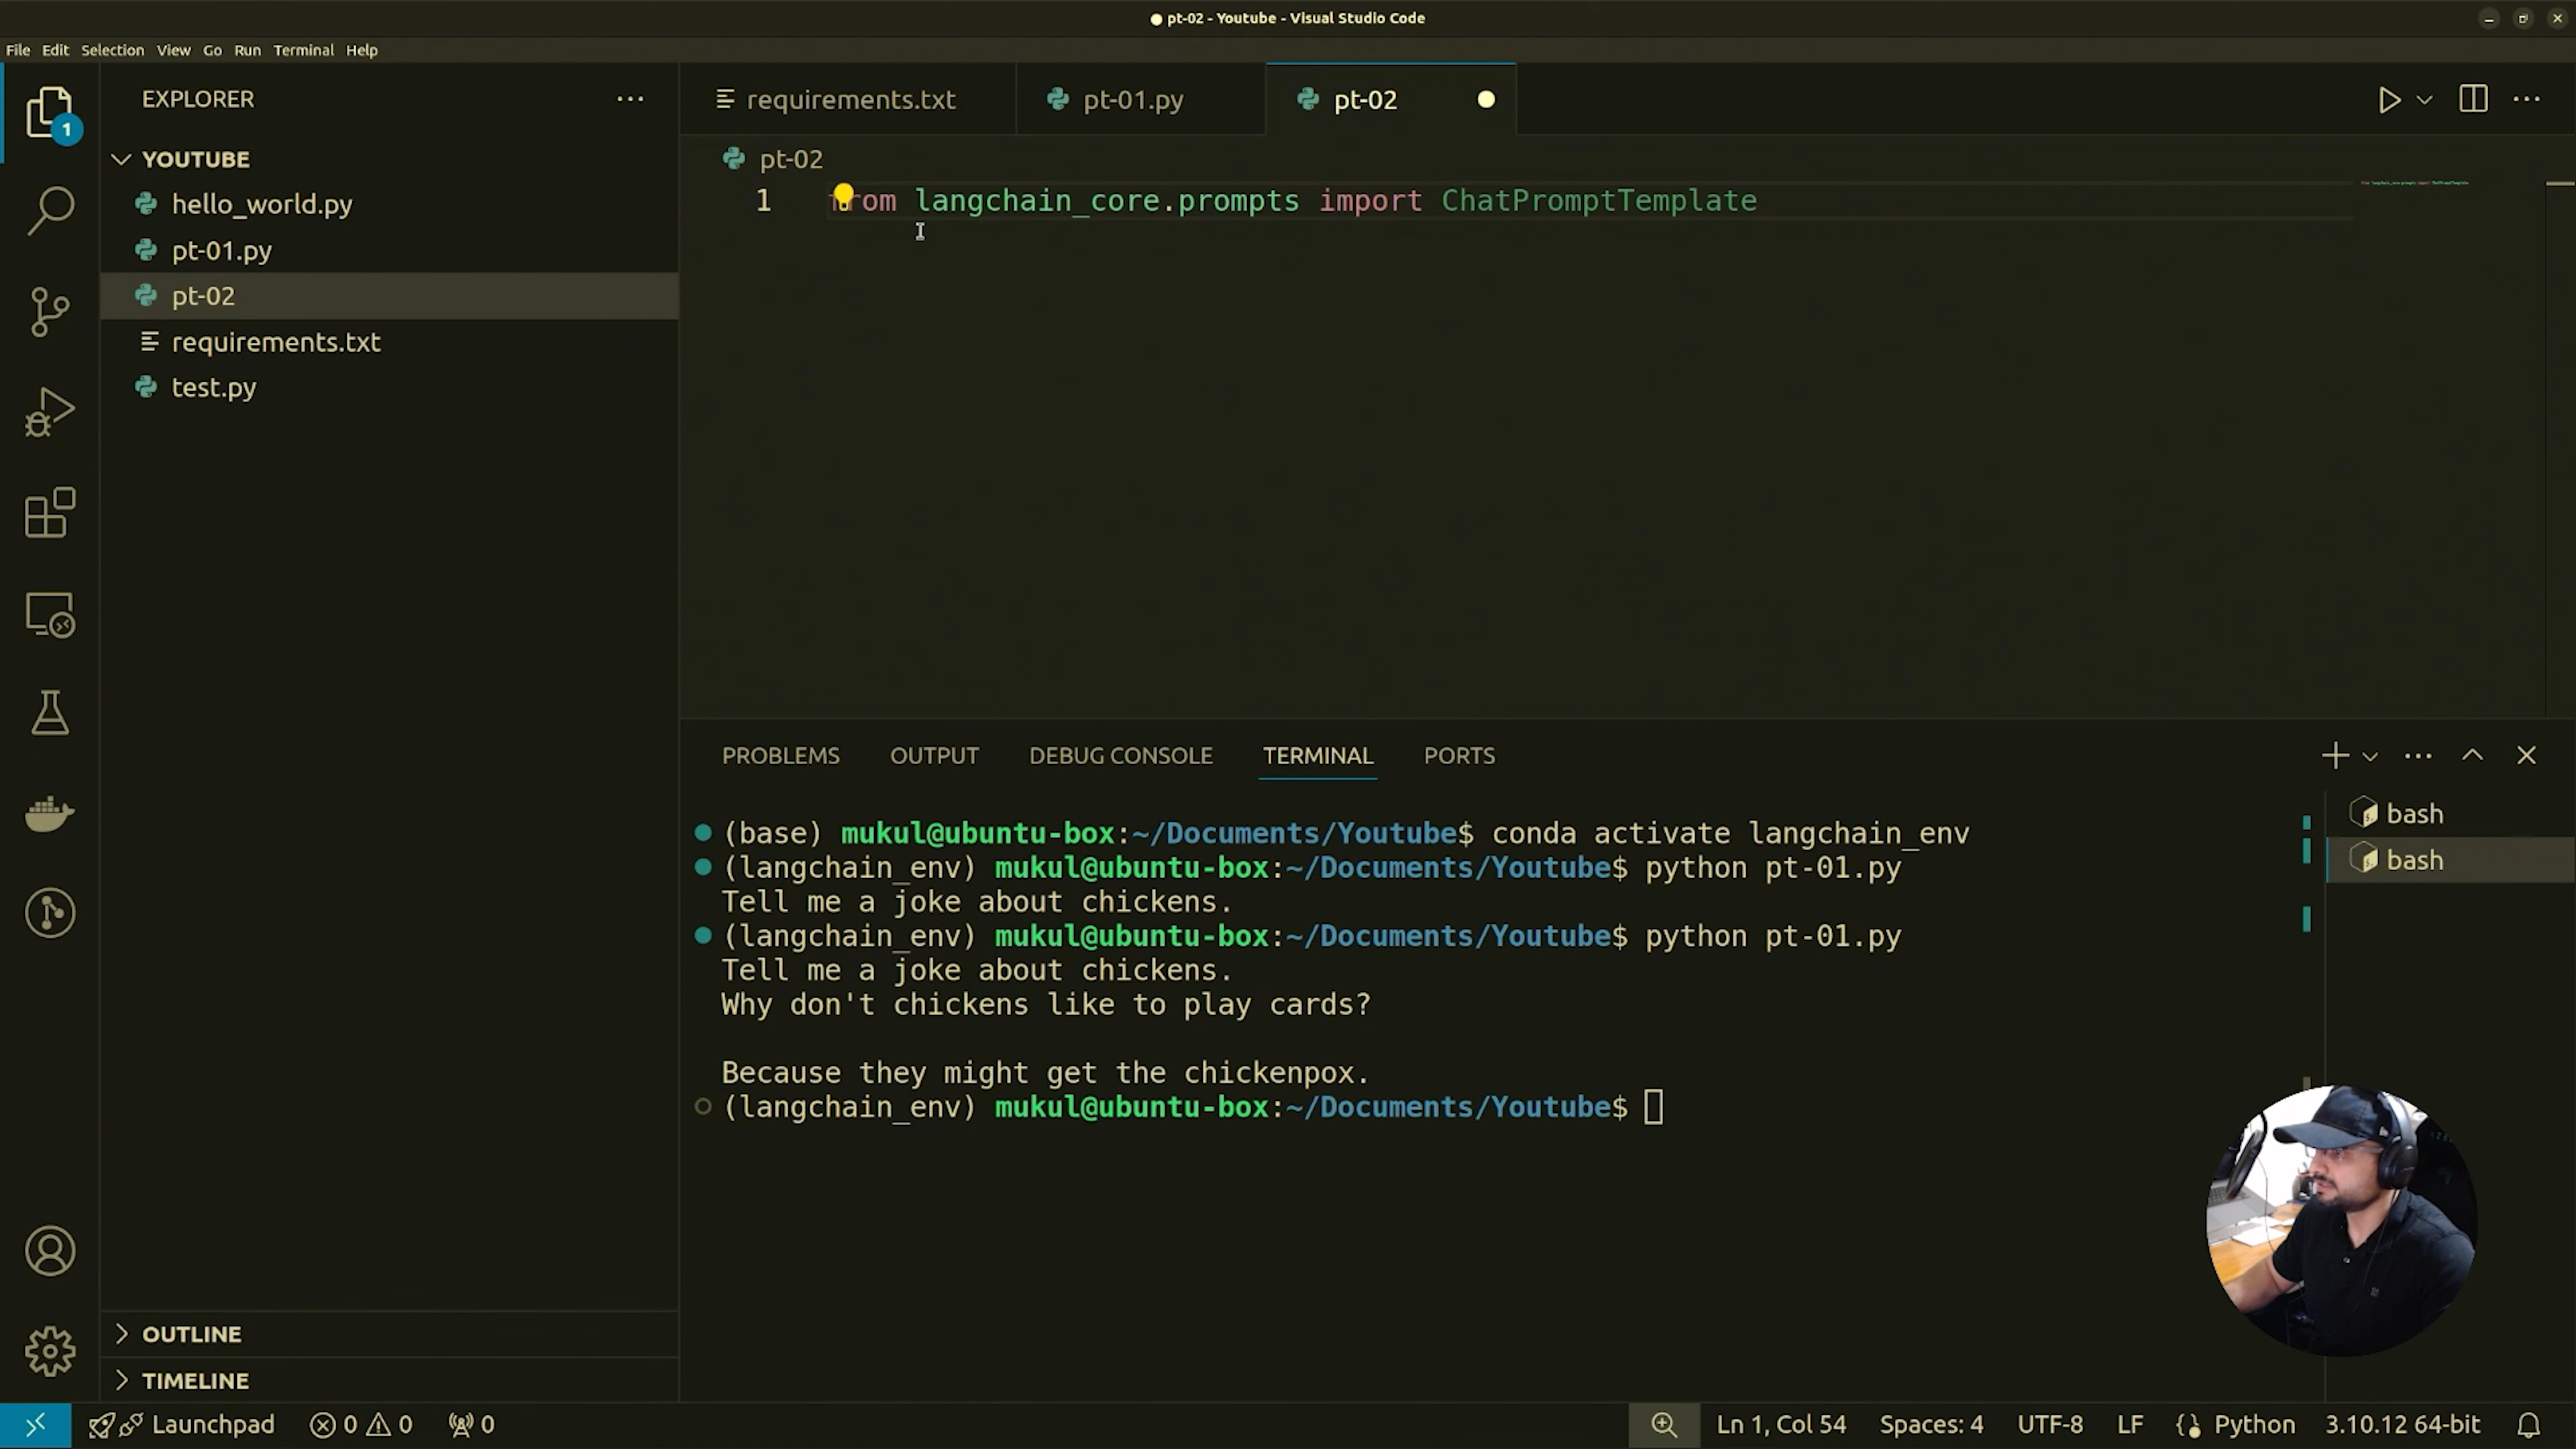 pt-02 - Youtube - Visual Studio Code
File Edit Selection View Go Run Terminal Help
EXPLORER
1
YOUTUBE
hello_world.py
pt-01.py
pt-02
requirements.txt
test.py
OUTLINE
TIMELINE
requirements.txt
pt-01.py
pt-02
pt-02
1 from langchain_core.prompts import ChatPromptTemplate
PROBLEMS OUTPUT DEBUG CONSOLE TERMINAL PORTS
(base) mukul@ubuntu-box:~/Documents/Youtube$ conda activate langchain_env
(langchain_env) mukul@ubuntu-box:~/Documents/Youtube$ python pt-01.py
Tell me a joke about chickens.
(langchain_env) mukul@ubuntu-box:~/Documents/Youtube$ python pt-01.py
Tell me a joke about chickens.
Why don't chickens like to play cards?
Because they might get the chickenpox.
(langchain_env) mukul@ubuntu-box:~/Documents/Youtube$
bash
bash
Launchpad 0 0 0 Ln 1, Col 54 Spaces: 4 UTF-8 LF Python 3.10.12 64-bit